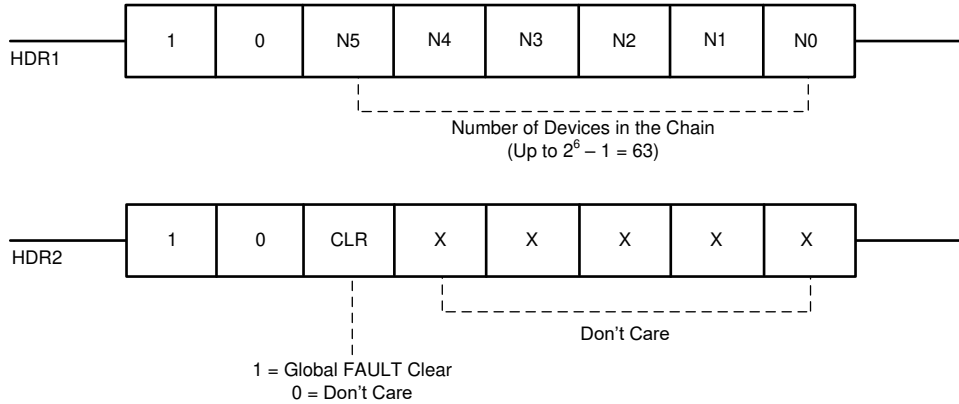 1 0 N5 N4 N3 N2 N1 N0
HDR1
Number of Devices in the Chain
(Up to 2⁶ – 1 = 63)
1 0 CLR X X X X X
HDR2
Don't Care
1 = Global FAULT Clear
0 = Don't Care